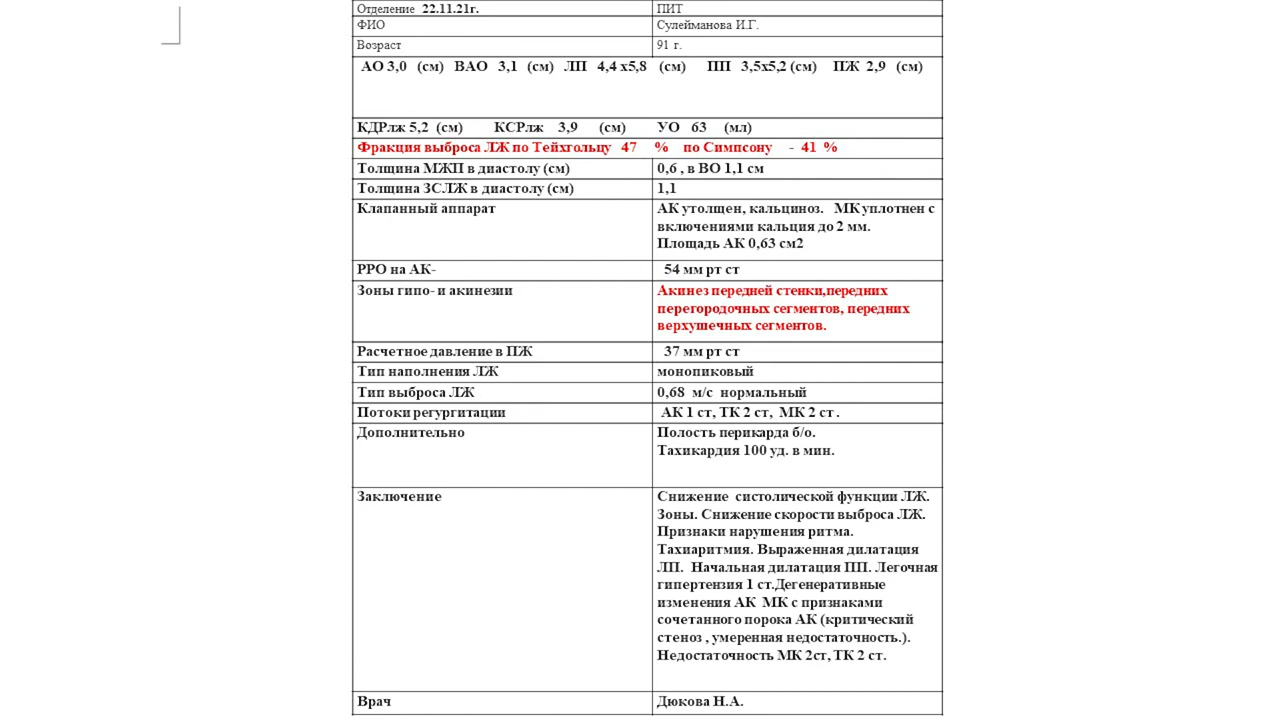 Отделение 22.11.21г. ПИТ
ФИО Сулейманова И.Г.
Возраст 91 г.
АО 3,0 (см) ВАО 3,1 (см) ЛП 4,4 х5,8 (см) ПП 3,5х5,2 (см) ПЖ 2,9 (см)
КДРлж 5,2 (см) КСРлж 3,9 (см) УО 63 (мл)
Фракция выброса ЛЖ по Тейхгольцу 47 % по Симпсону - 41 %
Толщина МЖП в диастолу (см) 0,6 , в ВО 1,1 см
Толщина ЗСЛЖ в диастолу (см) 1,1
Клапанный аппарат АК утолщен, кальциноз. МК уплотнен с
включениями кальция до 2 мм.
Площадь АК 0,63 см2
РРО на АК- 54 мм рт ст
Зоны гипо- и акинезии Акинез передней стенки,передних
перегородочных сегментов, передних
верхушечных сегментов.
Расчетное давление в ПЖ 37 мм рт ст
Тип наполнения ЛЖ монопиковый
Тип выброса ЛЖ 0,68 м/с нормальный
Потоки регургитации АК 1 ст, ТК 2 ст, МК 2 ст .
Дополнительно Полость перикарда б/о.
Тахикардия 100 уд. в мин.
Заключение Снижение систолической функции ЛЖ.
Зоны. Снижение скорости выброса ЛЖ.
Признаки нарушения ритма.
Тахиаритмия. Выраженная дилатация
ЛП. Начальная дилатация ПП. Легочная
гипертензия 1 ст.Дегенеративные
изменения АК МК с признаками
сочетанного порока АК (критический
стеноз , умеренная недостаточность.).
Недостаточность МК 2ст, ТК 2 ст.
Врач Дюкова Н.А.